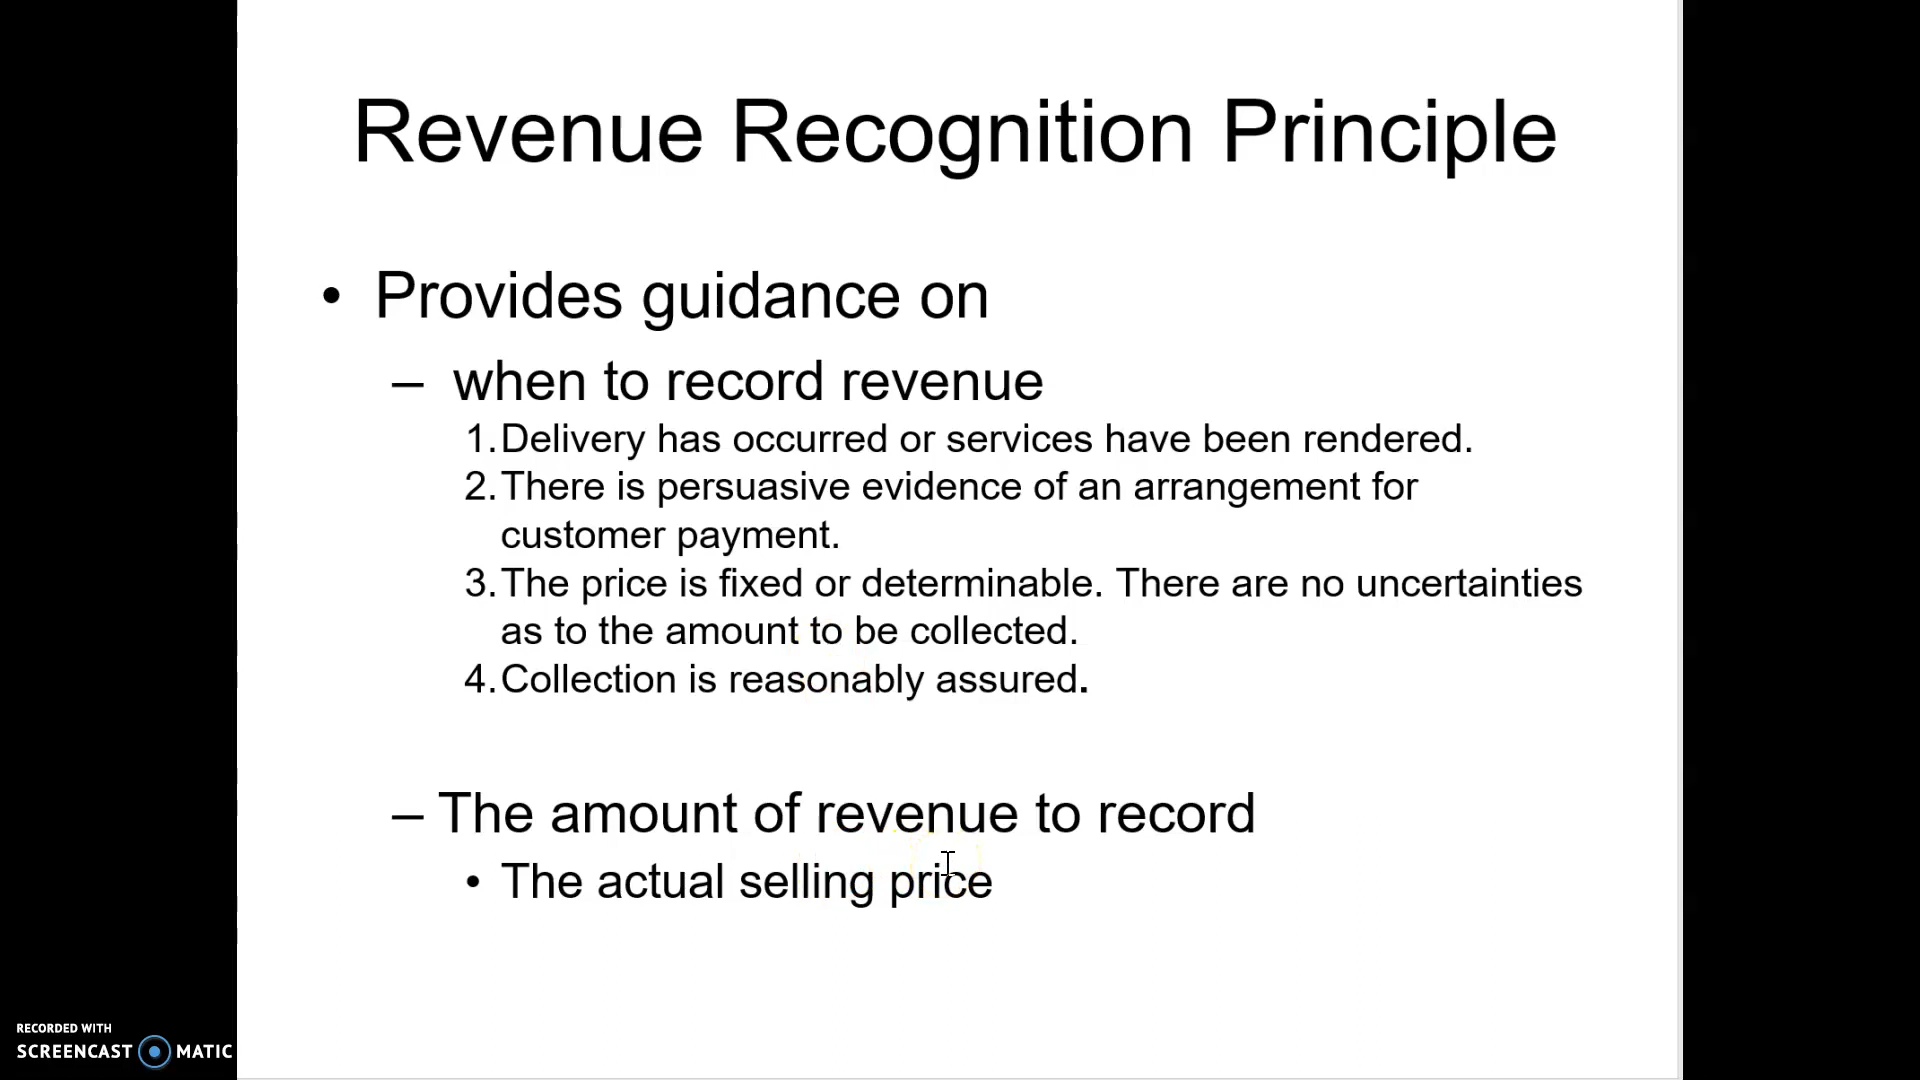 Revenue Recognition Principle
• Provides guidance on
– when to record revenue
1. Delivery has occurred or services have been rendered.
2. There is persuasive evidence of an arrangement for
customer payment.
3. The price is fixed or determinable. There are no uncertainties
as to the amount to be collected.
4. Collection is reasonably assured.
– The amount of revenue to record
• The actual selling price
RECORDED WITH
SCREENCAST MATIC